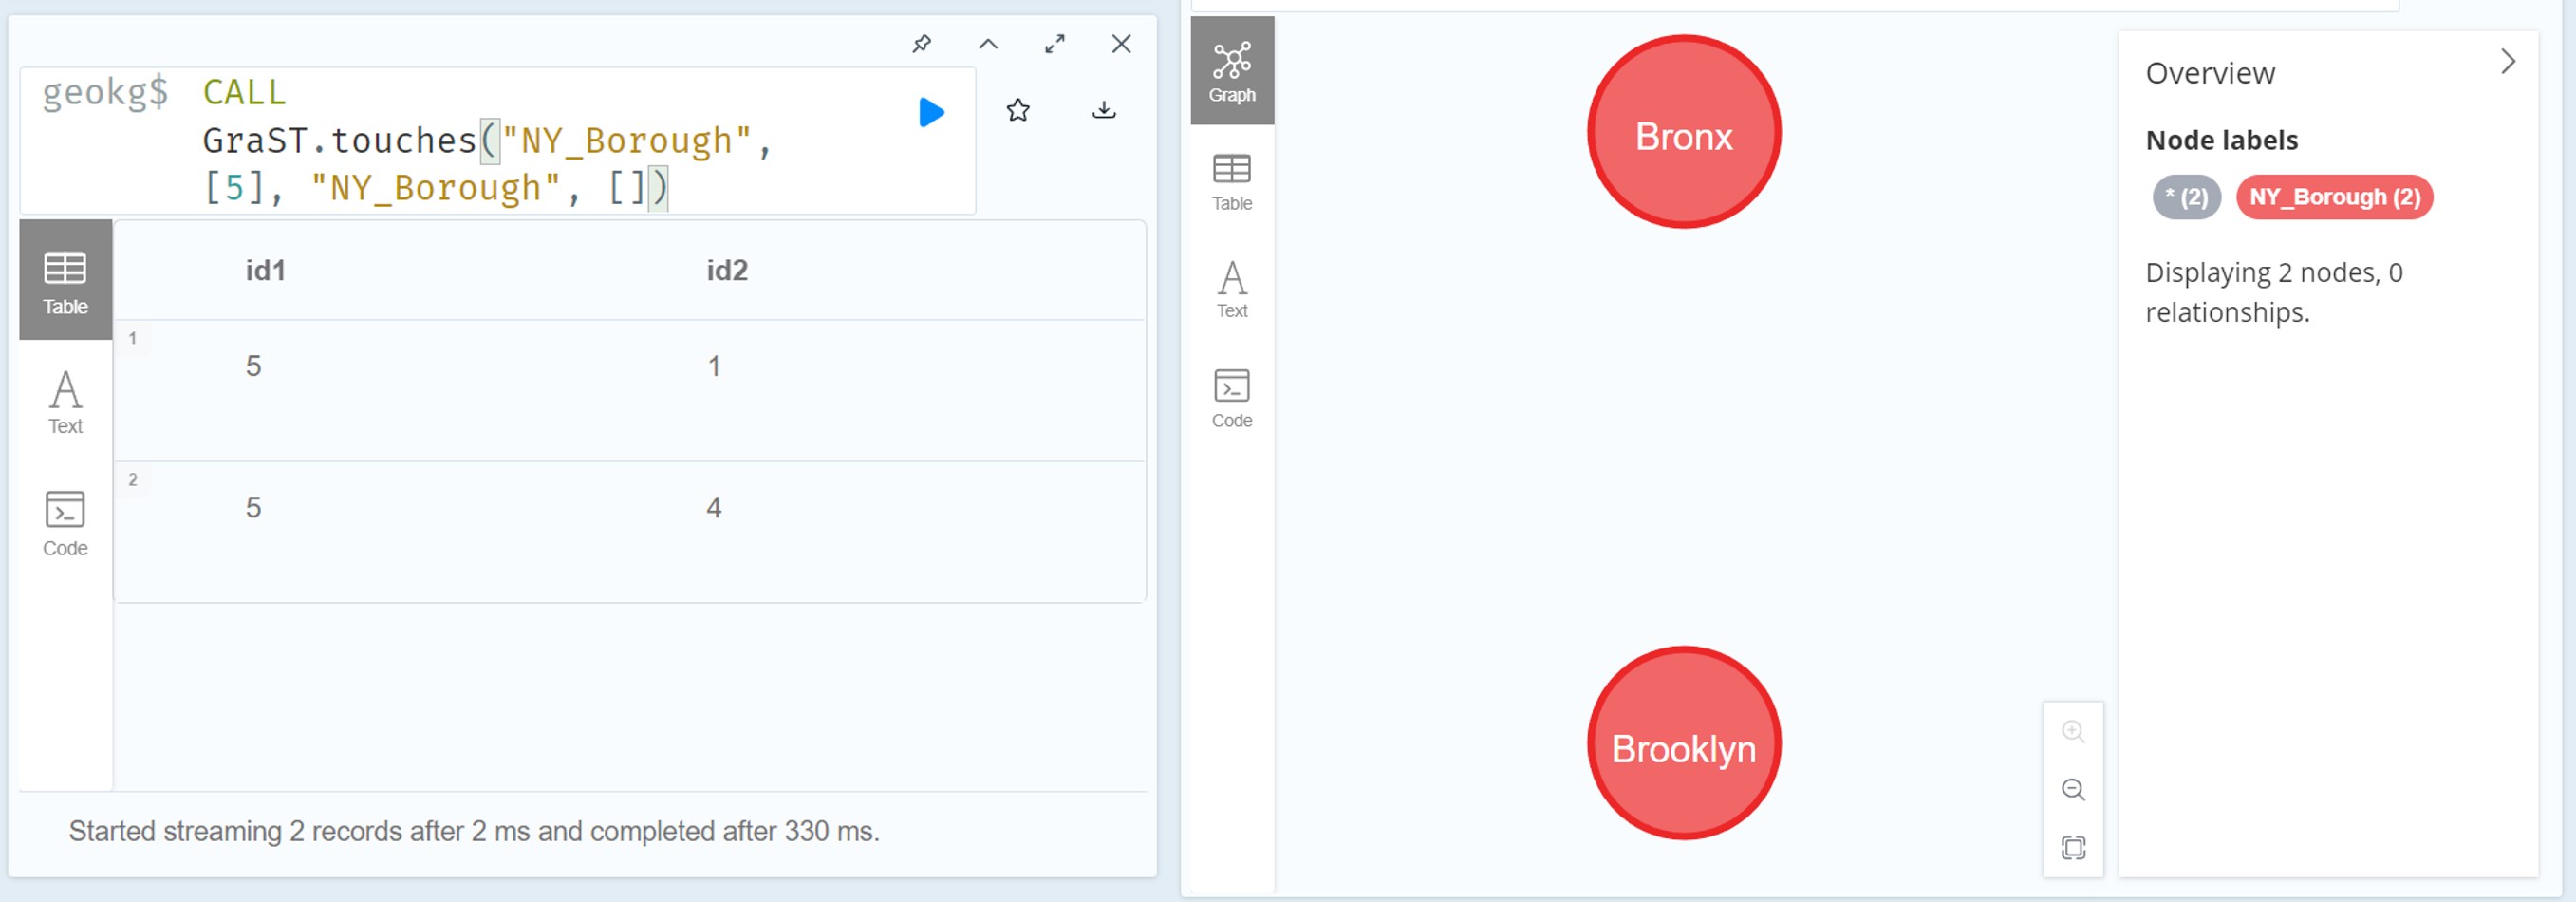 geokg$ CALL
GraST.touches("NY_Borough",
[5], "NY_Borough", [])
Table
Text
Code
id1 id2
1
5 1
2
5 4
Started streaming 2 records after 2 ms and completed after 330 ms.
Graph
Table
Text
Code
Bronx
Brooklyn
Overview
Node labels
* (2) NY_Borough (2)
Displaying 2 nodes, 0
relationships.